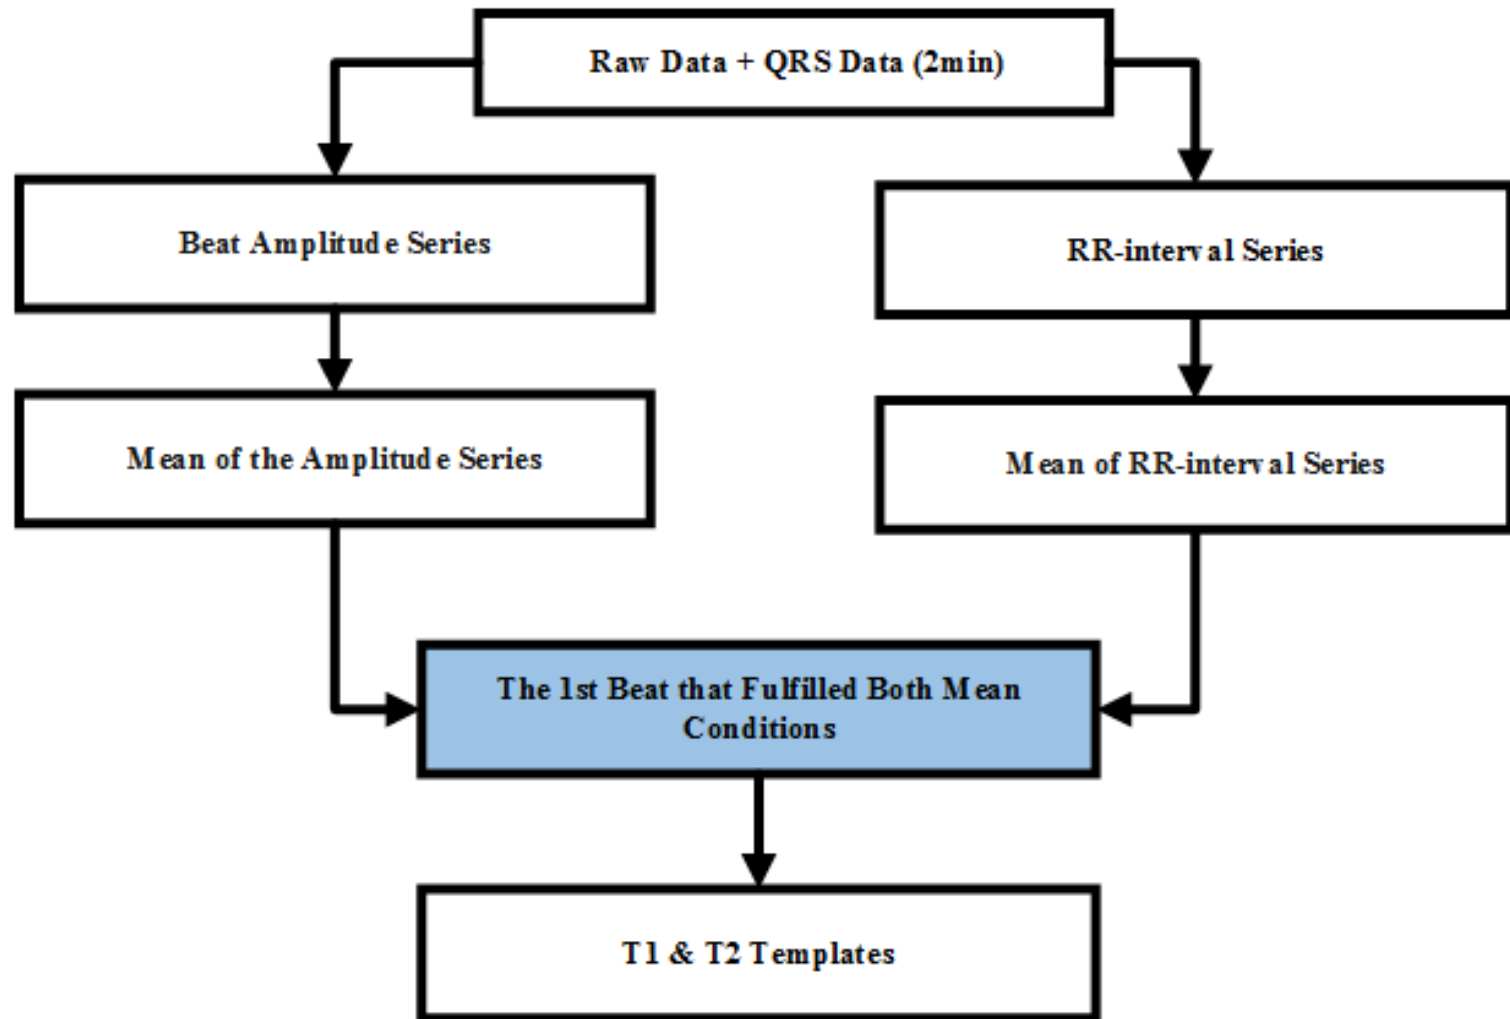 Raw Data + QRS Data (2min)
Beat Amplitude Series
RR-interval Series
Mean of the Amplitude Series
Mean of RR-interval Series
The 1st Beat that Fulfilled Both Mean
Conditions
T1 & T2 Templates